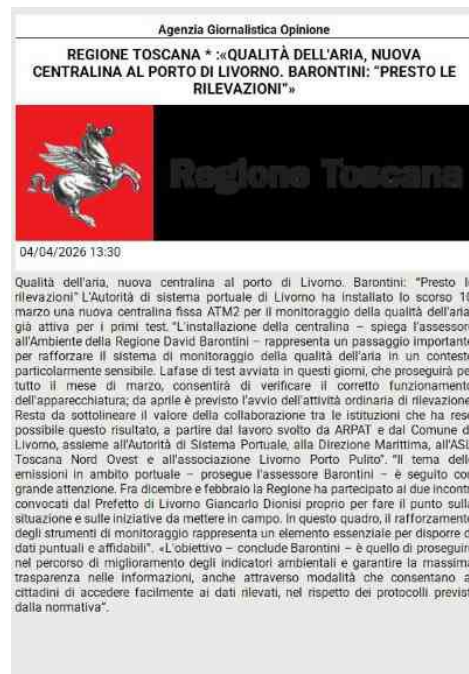 Agenzia Giornalistica Opinione
REGIONE TOSCANA * :«QUALITÀ DELL'ARIA, NUOVA
CENTRALINA AL PORTO DI LIVORNO. BARONTINI: “PRESTO LE
RILEVAZIONI”»
Regione Toscana
04/04/2026 13:30
Qualità dell'aria, nuova centralina al porto di Livorno. Barontini: “Presto l
rilevazioni” L'Autorità di sistema portuale di Livorno ha installato lo scorso 10
marzo una nuova centralina fissa ATM2 per il monitoraggio della qualità dell'aria
già attiva per i primi test. “L'installazione della centralina – spiega l'assessore
all'Ambiente della Regione David Barontini – rappresenta un passaggio importante
per rafforzare il sistema di monitoraggio della qualità dell'aria in un contesto
particolarmente sensibile. Lafase di test avviata in questi giorni, che proseguirà pe
tutto il mese di marzo, consentirà di verificare il corretto funzionamento
dell'apparecchiatura; da aprile è previsto l'avvio dell'attività ordinaria di rilevazione
Resta da sottolineare il valore della collaborazione tra le istituzioni che ha reso
possibile questo risultato, a partire dal lavoro svolto da ARPAT e dal Comune d
Livorno, assieme all'Autorità di Sistema Portuale, alla Direzione Marittima, all'ASL
Toscana Nord Ovest e all'associazione Livorno Porto Pulito”. “Il tema delle
emissioni in ambito portuale – prosegue l'assessore Barontini – è seguito con
grande attenzione. Fra dicembre e febbraio la Regione ha partecipato ai due incontr
convocati dal Prefetto di Livorno Giancarlo Dionisi proprio per fare il punto sulla
situazione e sulle iniziative da mettere in campo. In questo quadro, il rafforzamento
degli strumenti di monitoraggio rappresenta un elemento essenziale per disporre d
dati puntuali e affidabili”. «L'obiettivo – conclude Barontini – è quello di proseguire
nel percorso di miglioramento degli indicatori ambientali e garantire la massima
trasparenza nelle informazioni, anche attraverso modalità che consentano a
cittadini di accedere facilmente ai dati rilevati, nel rispetto dei protocolli previst
dalla normativa”.